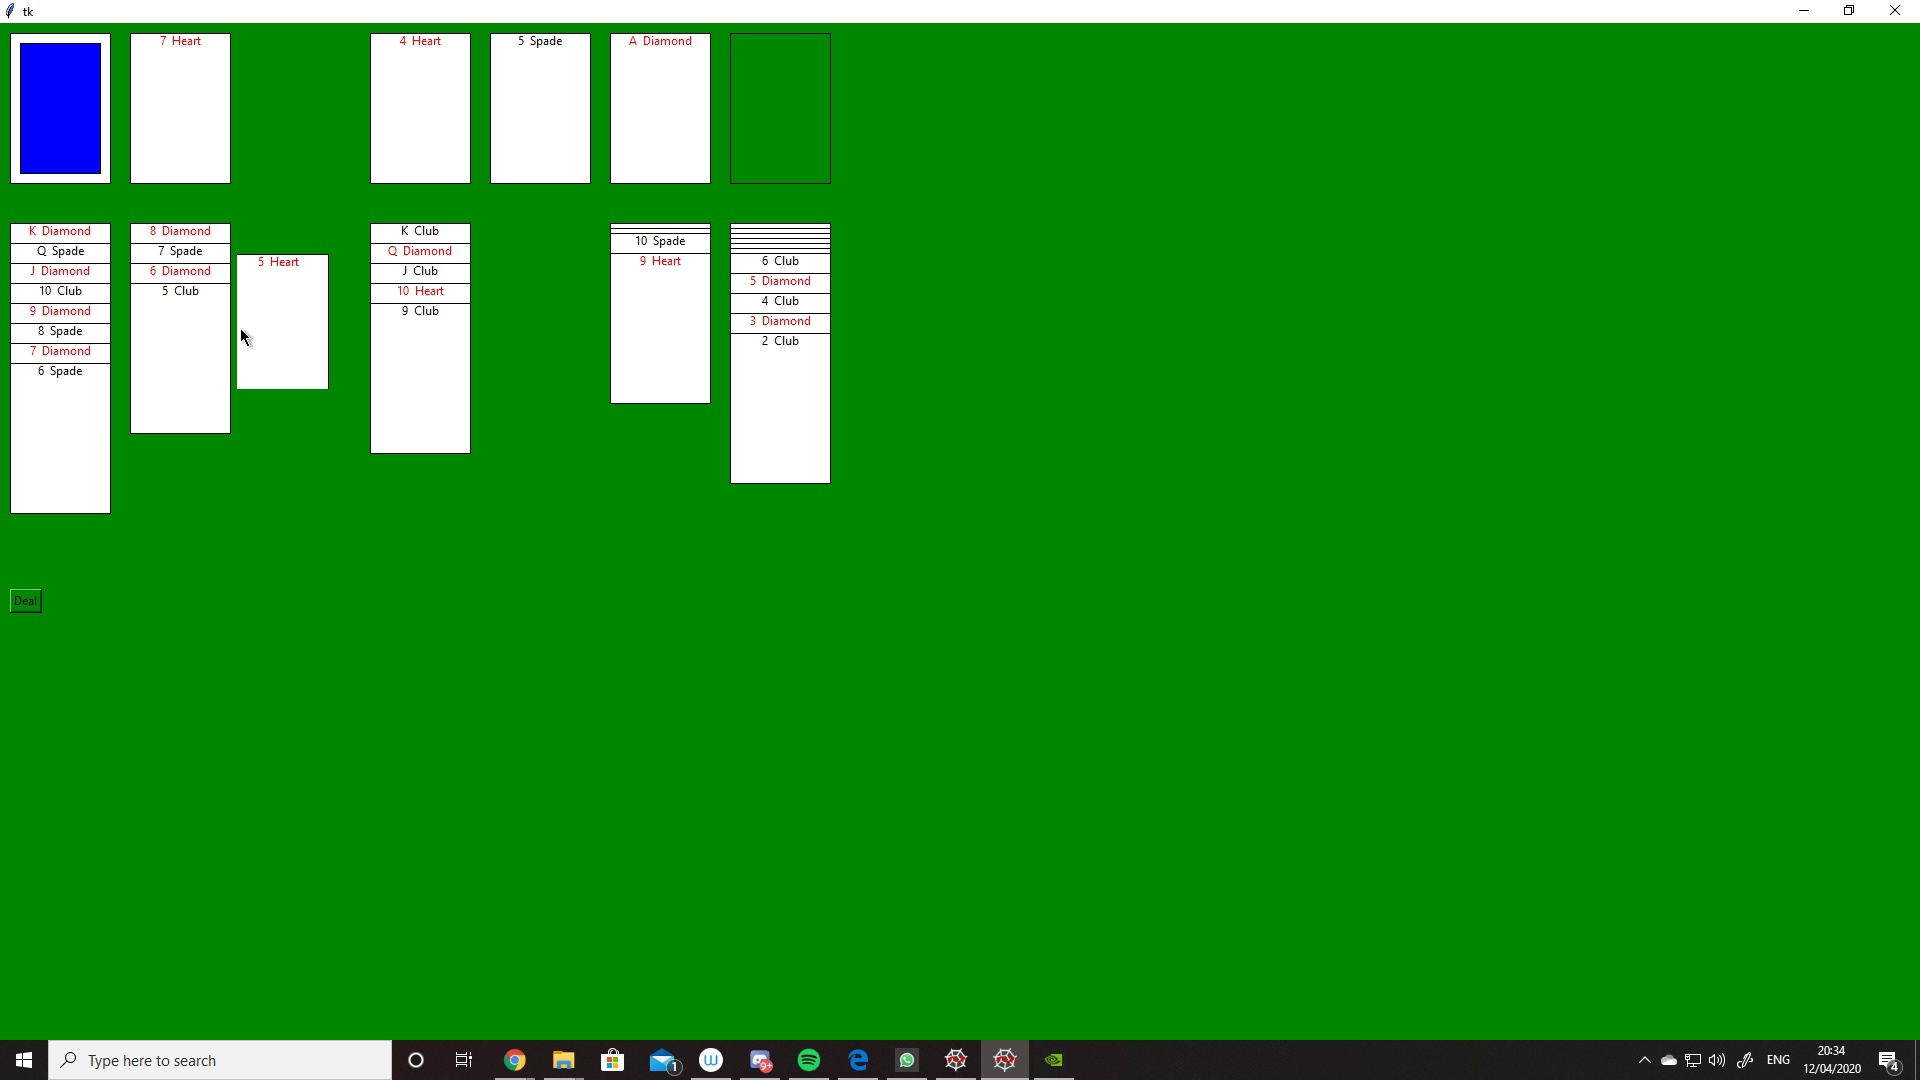 tk
7 Heart
4 Heart
5 Spade
A Diamond
K Diamond
Q Spade
J Diamond
10 Club
9 Diamond
8 Spade
7 Diamond
6 Spade
8 Diamond
7 Spade
6 Diamond
5 Club
5 Heart
K Club
Q Diamond
J Club
10 Heart
9 Club
10 Spade
9 Heart
6 Club
5 Diamond
4 Club
3 Diamond
2 Club
Deal
Type here to search
1
W
9+
ENG
20:34
12/04/2020
4